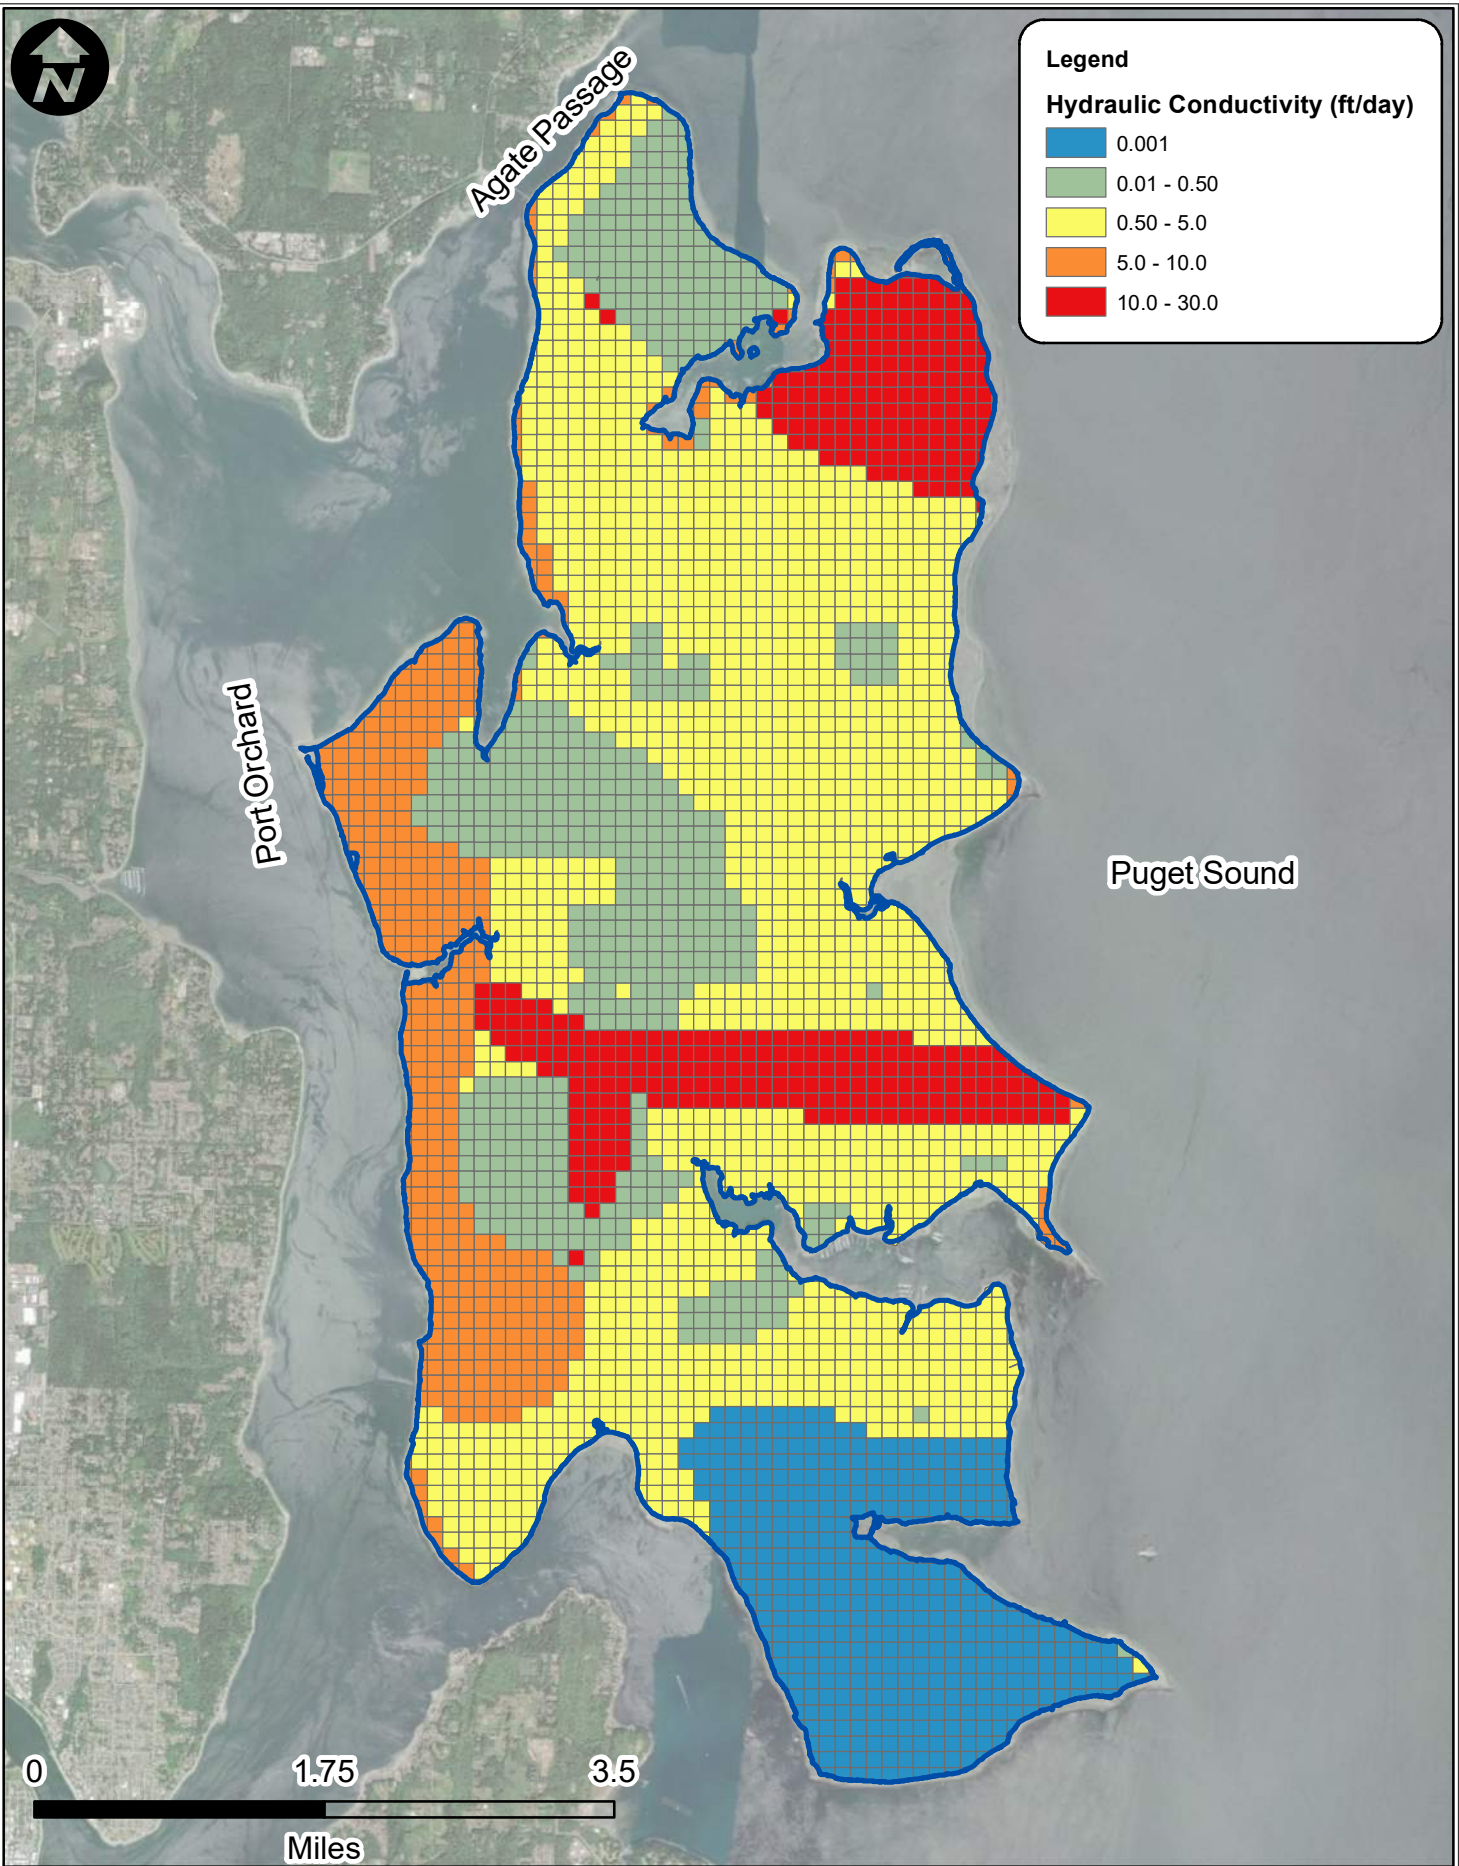 N
Legend
Hydraulic Conductivity (ft/day)
0.001
0.01 - 0.50
0.50 - 5.0
5.0 - 10.0
10.0 - 30.0
Agate Passage
Port Orchard
Puget Sound
0 1.75 3.5
Miles